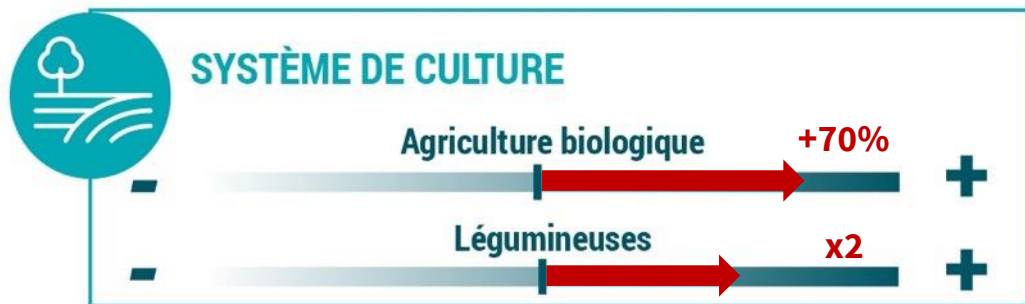 SYSTÈME DE CULTURE
Agriculture biologique +70%
- +
Légumineuses x2
- +